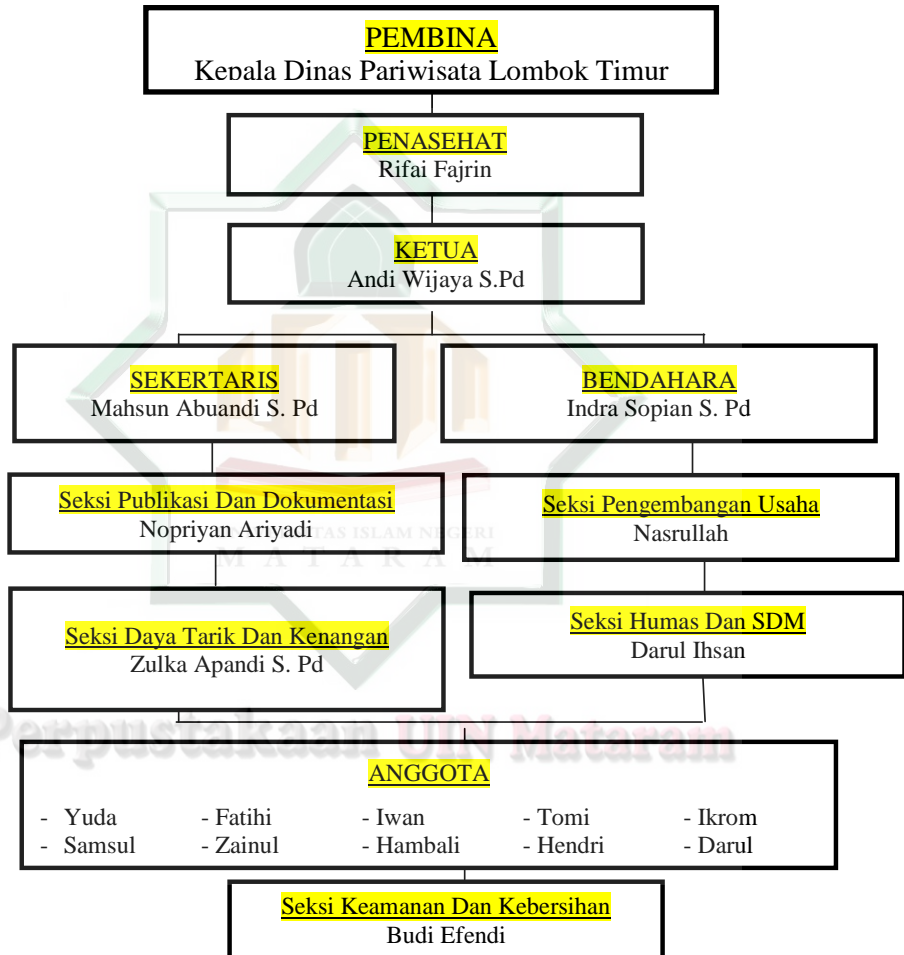 PEMBINA
Kepala Dinas Pariwisata Lombok Timur
PENASEHAT
Rifai Fajrin
KETUA
Andi Wijaya S.Pd
SEKERTARIS
Mahsun Abuandi S. Pd
BENDAHARA
Indra Sopian S. Pd
Seksi Publikasi Dan Dokumentasi
Nopriyan Ariyadi
Seksi Pengembangan Usaha
Nasrullah
ISLAM NEGERI
MATARAM
Seksi Daya Tarik Dan Kenangan
Zulka Apandi S. Pd
Seksi Humas Dan SDM
Darul Ihsan
Perpustakaan UIN Mataram
ANGGOTA
- Yuda - Fatihi - Iwan - Tomi - Ikrom
- Samsul - Zainul - Hambali - Hendri - Darul
Seksi Keamanan Dan Kebersihan
Budi Efendi